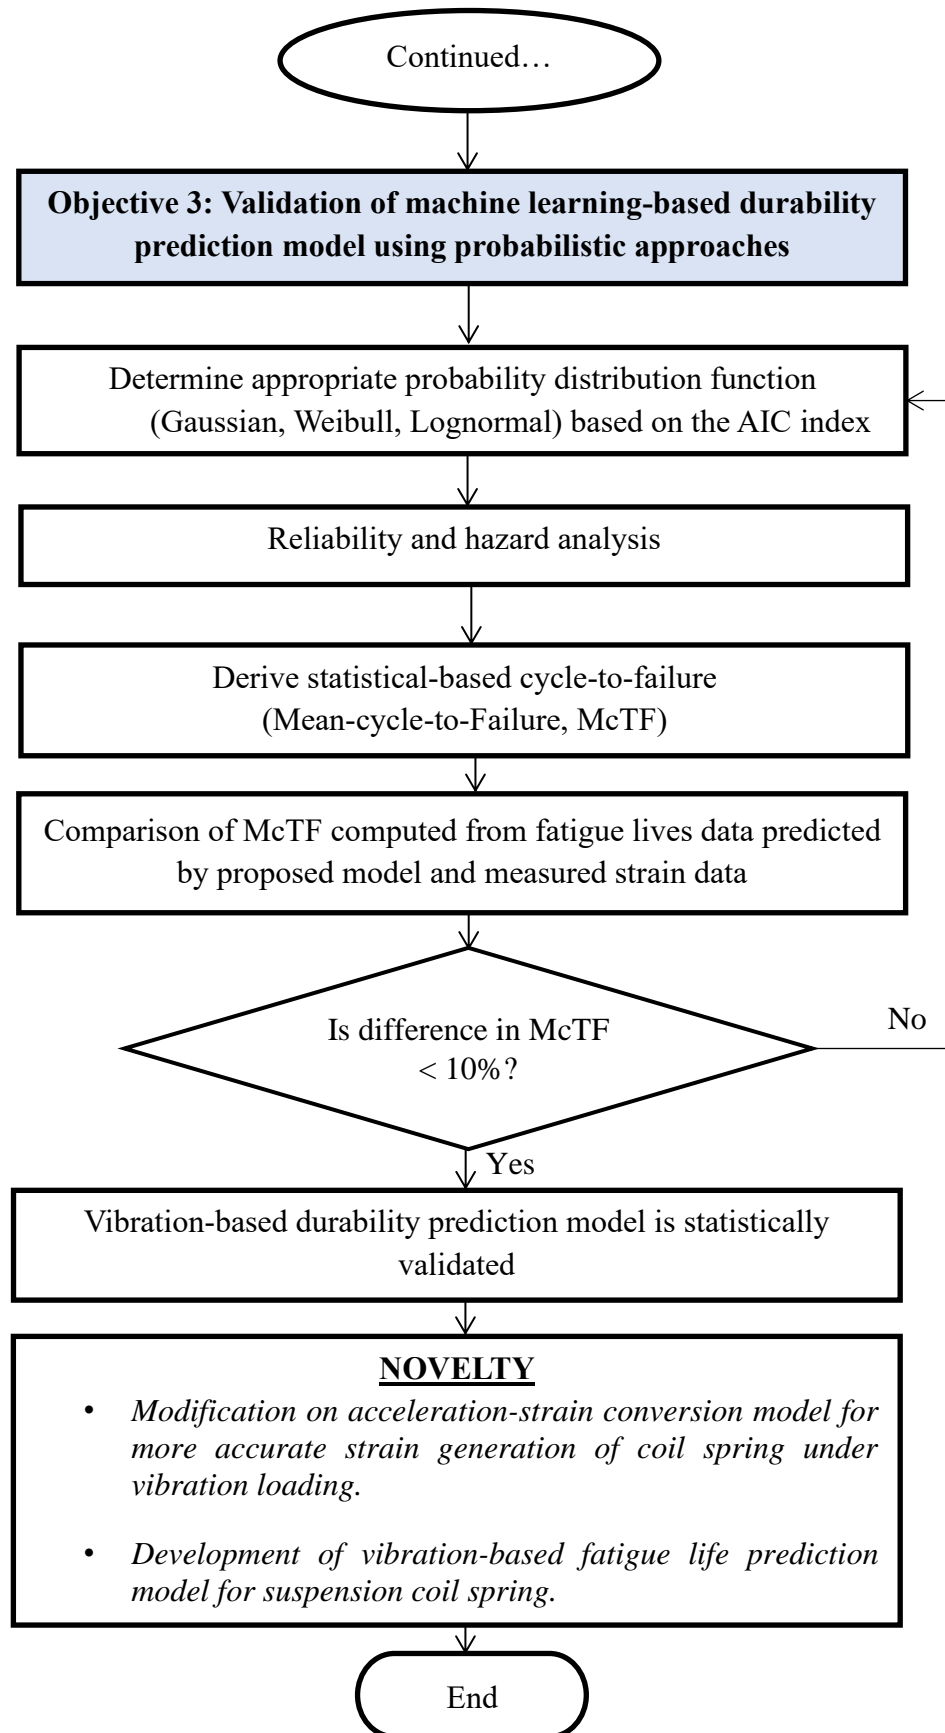 Continued…
Objective 3: Validation of machine learning-based durability
prediction model using probabilistic approaches
Determine appropriate probability distribution function
(Gaussian, Weibull, Lognormal) based on the AIC index
Reliability and hazard analysis
Derive statistical-based cycle-to-failure
(Mean-cycle-to-Failure, McTF)
Comparison of McTF computed from fatigue lives data predicted
by proposed model and measured strain data
Is difference in McTF
< 10%?
No
Yes
Vibration-based durability prediction model is statistically
validated
NOVELTY
• Modification on acceleration-strain conversion model for
more accurate strain generation of coil spring under
vibration loading.
• Development of vibration-based fatigue life prediction
model for suspension coil spring.
End